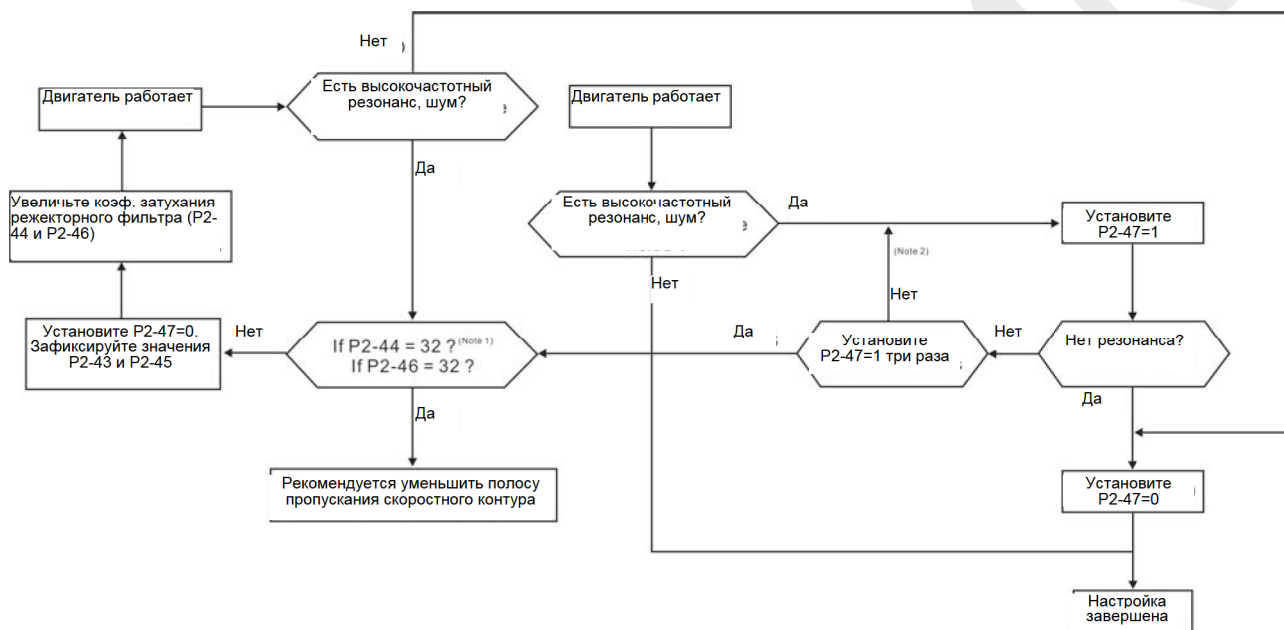 Нет
Двигатель работает
Есть высокочастотный
резонанс, шум?
Двигатель работает
Да
Увеличьте коэф. затухания
режекторного фильтра (P2-
44 и P2-46)
Есть высокочастотный
резонанс, шум?
Да
Установите
P2-47=1
(Note 2)
Нет
Нет
Установите P2-47=0.
Зафиксируйте значения
P2-43 и P2-45
Нет
If P2-44 = 32 ? (Note 1)
If P2-46 = 32 ?
Да
Установите
P2-47=1 три раза
Нет
Нет резонанса?
Да
Да
Рекомендуется уменьшить полосу
пропускания скоростного контура
Установите
P2-47=0
Настройка
завершена